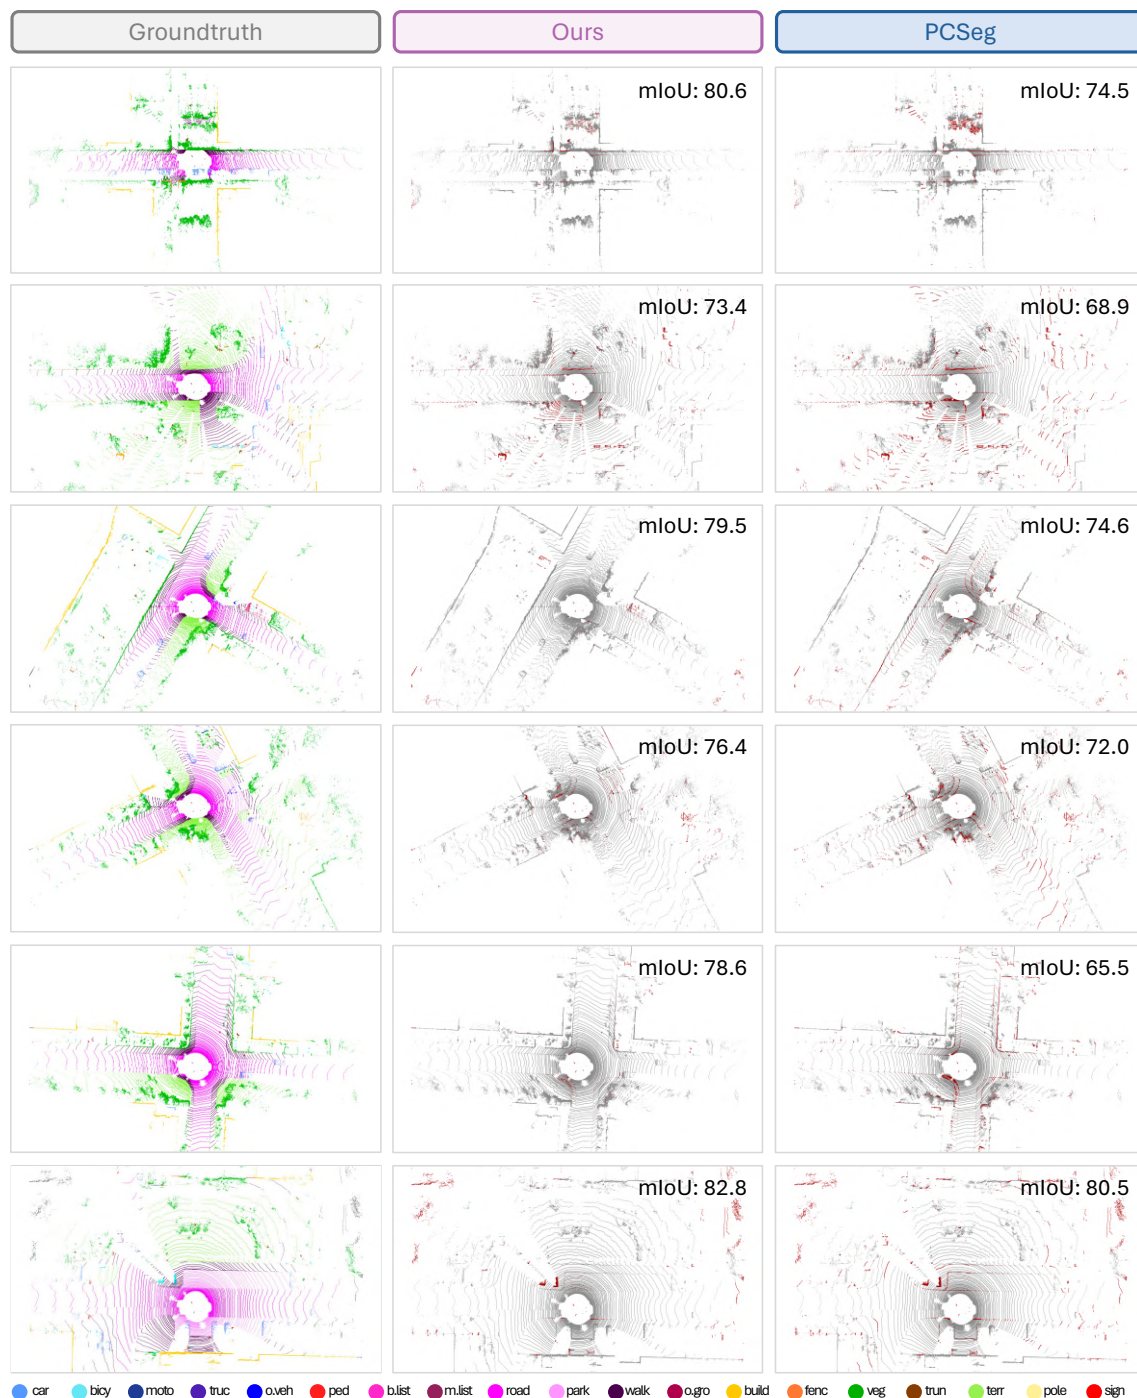 Groundtruth Ours PCSeg
mIoU: 80.6 mIoU: 74.5
mIoU: 73.4 mIoU: 68.9
mIoU: 79.5 mIoU: 74.6
mIoU: 76.4 mIoU: 72.0
mIoU: 78.6 mIoU: 65.5
mIoU: 82.8 mIoU: 80.5
car bicy moto truc o.veh ped b.list m.list road park walk o.gro build fenc veg trun terr pole sign